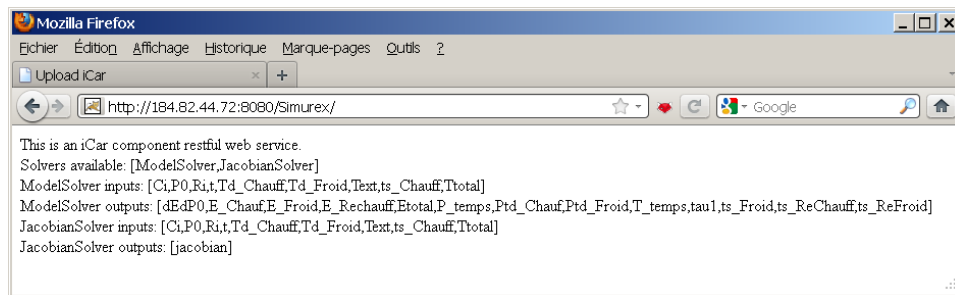 Mozilla Firefox
Fichier Édition Affichage Historique Marque-pages Outils ?
Upload iCar
http://184.82.44.72:8080/Simurex/ Google
This is an iCar component restful web service.
Solvers available: [ModelSolver,JacobianSolver]
ModelSolver inputs: [Ci,P0,Ri,t,Td_Chauff,Td_Froid,Text,ts_Chauff,Ttotal]
ModelSolver outputs: [dEdP0,E_Chauf,E_Froid,E_Rechauff,Etotal,P_temps,Ptd_Chauf,Ptd_Froid,T_temps,tau1,ts_Froid,ts_ReChauff,ts_ReFroid]
JacobianSolver inputs: [Ci,P0,Ri,t,Td_Chauff,Td_Froid,Text,ts_Chauff,Ttotal]
JacobianSolver outputs: [jacobian]